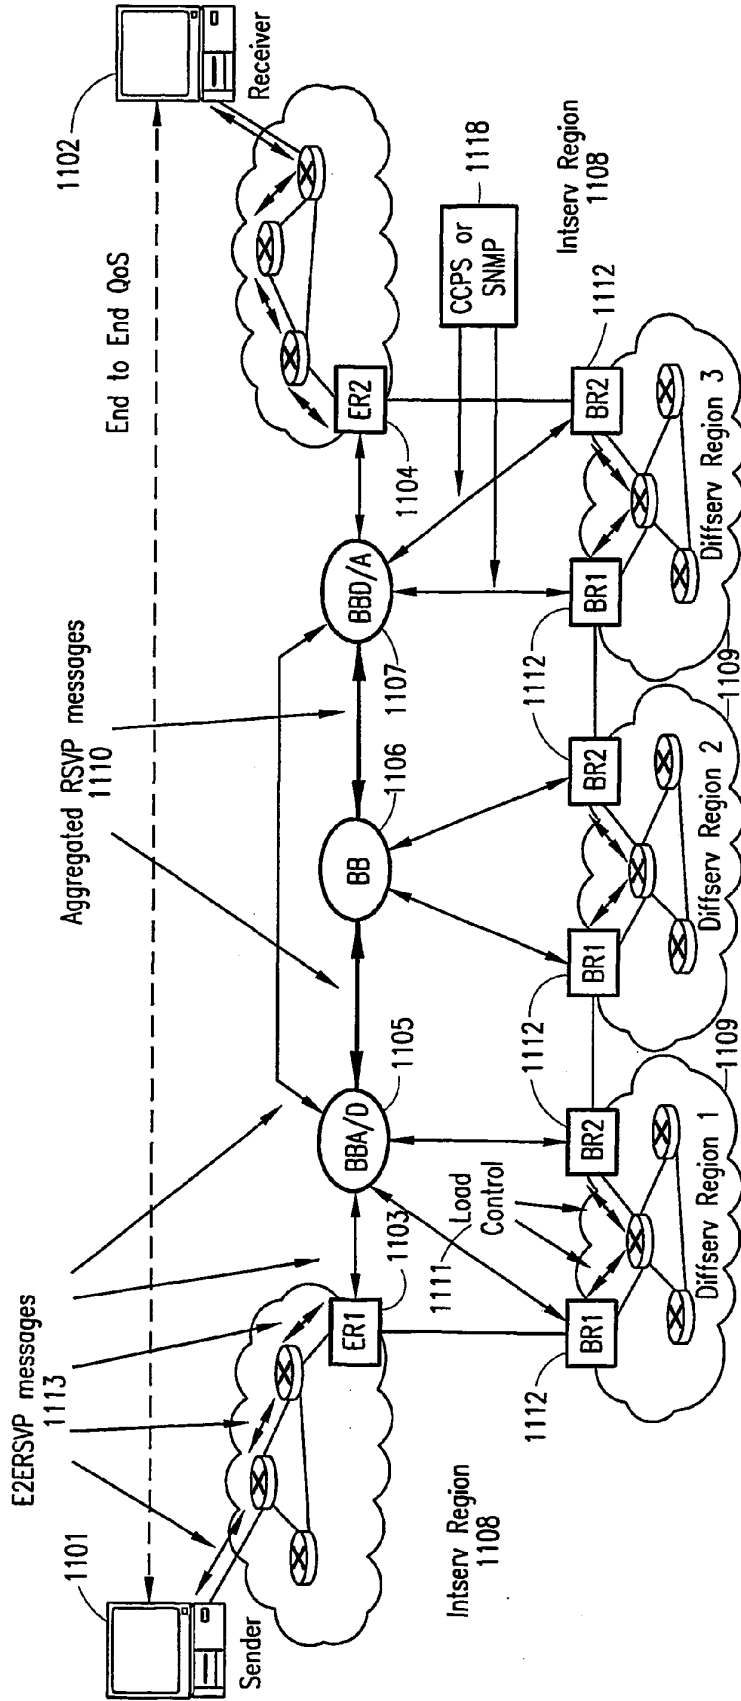 1101
Sender
E2ERSVP messages
1113
Aggregated RSVP messages
1110
End to End QoS
1102
Receiver
ER1
1103
BBA/D
1105
BB
1106
BBD/A
1107
ER2
1104
CCPS or
SNMP
1118
Intserv Region
1108
Intserv Region
1108
1111
Load
Control
BR1
1112
BR2
1112
BR1
1112
BR2
1112
BR1
1112
BR2
1112
Diffserv Region 1
1109
Diffserv Region 2
1109
Diffserv Region 3